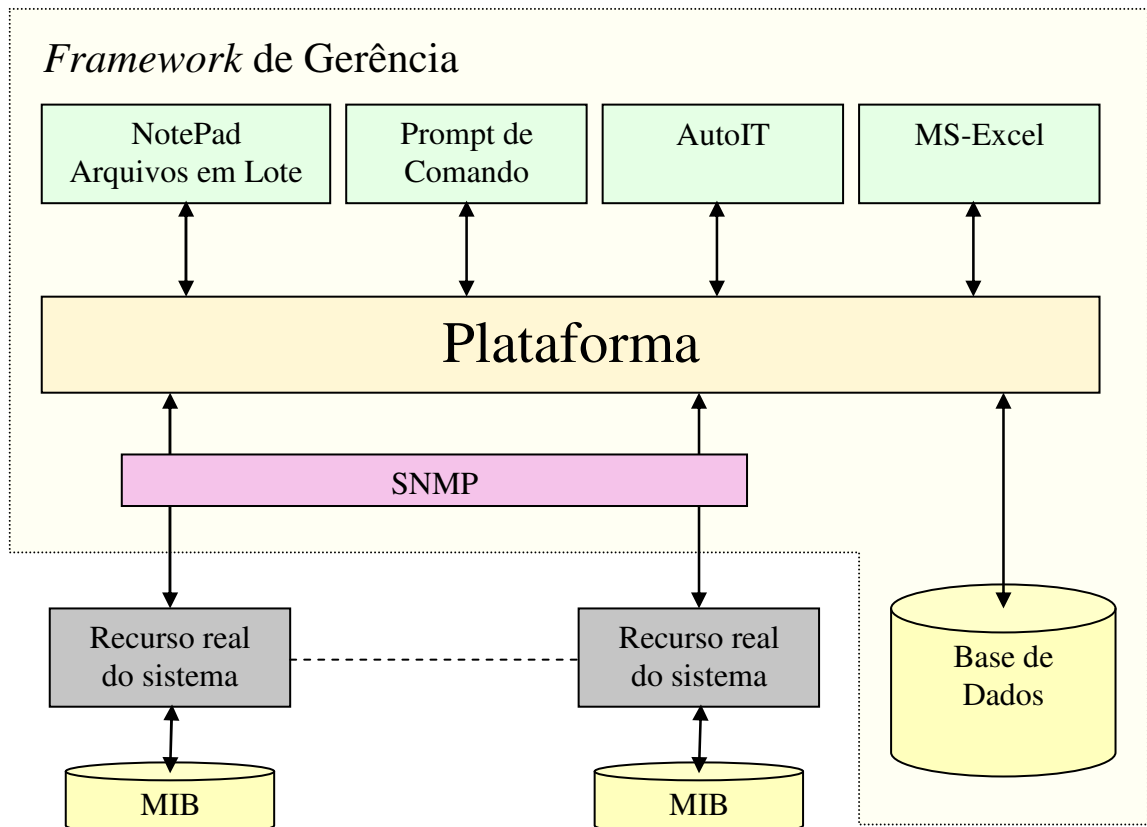 Framework de Gerência
NotePad
Arquivos em Lote
Prompt de
Comando
AutoIT
MS-Excel
Plataforma
SNMP
Recurso real
do sistema
Recurso real
do sistema
Base de
Dados
MIB
MIB